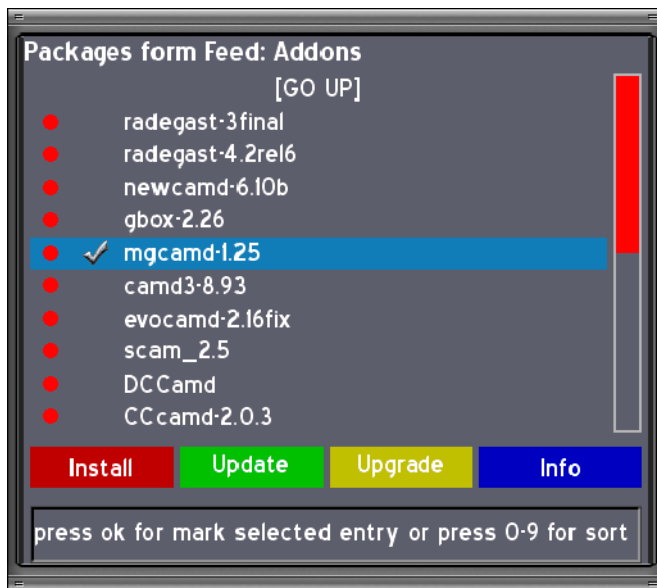 Packages form Feed: Addons
[GO UP]
radegast-3final
radegast-4.2rel6
newcamd-6.10b
gbox-2.26
mgcamd-1.25
camd3-8.93
evocamd-2.16fix
scam_2.5
DCCamd
CCcamd-2.0.3
Install Update Upgrade Info
press ok for mark selected entry or press 0-9 for sort